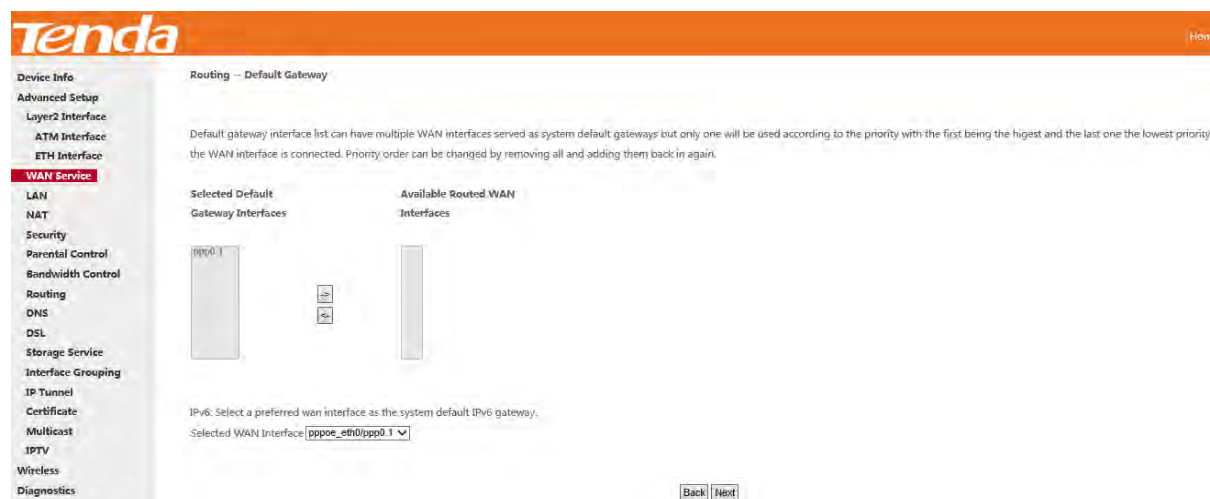 Tenda
Device Info
Advanced Setup
Layer2 Interface
ATM Interface
ETH Interface
WAN Service
LAN
NAT
Security
Parental Control
Bandwidth Control
Routing
DNS
DSL
Storage Service
Interface Grouping
IP Tunnel
Certificate
Multicast
IPTV
Wireless
Diagnostics
Routing -- Default Gateway
Default gateway interface list can have multiple WAN interfaces served as system default gateways but only one will be used according to the priority with the first being the higest and the last one the lowest priority
the WAN interface is connected. Priority order can be changed by removing all and adding them back in again.
Selected Default
Gateway Interfaces
Available Routed WAN
Interfaces
ppp0.1
->
<-
IPv6: Select a preferred wan interface as the system default IPv6 gateway.
Selected WAN Interface pppoe_eth0/ppp0.1
Back Next